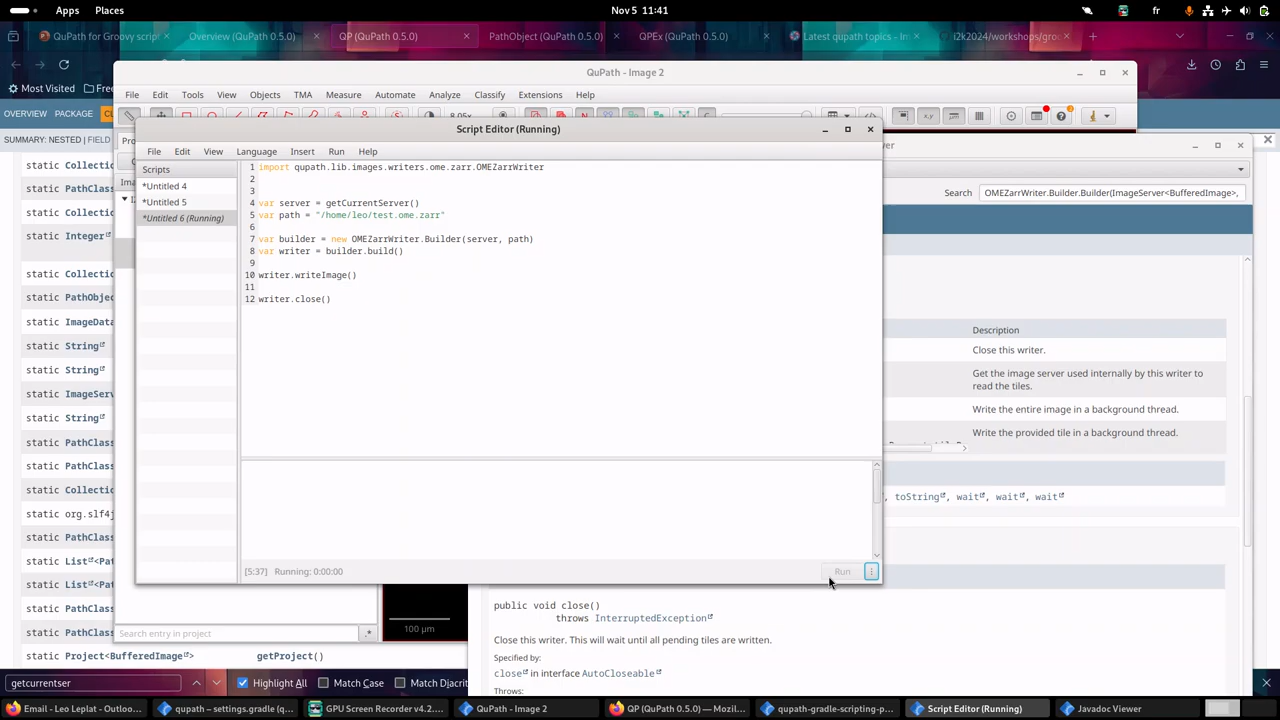 Apps Places
Nov 5 11:41
fr
QuPath for Groovy script
Overview (QuPath 0.5.0)
QP (QuPath 0.5.0)
PathObject (QuPath 0.5.0)
QPEx (QuPath 0.5.0)
Latest qupath topics - Im
i2k2024/workshops/gro
Most Visited
QuPath - Image 2
OVERVIEW PACKAGE
File Edit Tools View Objects TMA Measure Automate Analyze Classify Extensions Help
SUMMARY: NESTED | FIELD
Script Editor (Running)
File Edit View Language Insert Run Help
Search OMEZarrWriter.Builder.Builder(ImageServer<BufferedImage>,
Scripts
*Untitled 4
*Untitled 5
*Untitled 6 (Running)
1 import qupath.lib.images.writers.ome.zarr.OMEZarrWriter
2
3
4 var server = getCurrentServer()
5 var path = "/home/leo/test.ome.zarr"
6
7 var builder = new OMEZarrWriter.Builder(server, path)
8 var writer = builder.build()
9
10 writer.writeImage()
11
12 writer.close()
[5:37] Running: 0:00:00
Run
static Collection
static PathClass
static Collection
static Integer
static Collection
static PathObject
static ImageData
static String
static String
static ImageServ
static String
static PathClass
static PathClass
static Collection
static org.slf4j
static PathClass
static List<Pat
static List<Pat
static PathClass
static PathClass
static Project<BufferedImage> getProject()
Description
Close this writer.
Get the image server used internally by this writer to
read the tiles.
Write the entire image in a background thread.
Write the provided tile in a background thread.
, toString, wait, wait, wait
public void close()
throws InterruptedException
Close this writer. This will wait until all pending tiles are written.
Specified by:
close in interface AutoCloseable
Throws:
Search entry in project
.*
100 µm
getcurrentser
Highlight All Match Case Match Diacrit
Email - Leo Leplat - Outloo...
qupath – settings.gradle (q...
GPU Screen Recorder v4.2....
QuPath - Image 2
QP (QuPath 0.5.0) — Mozil...
qupath-gradle-scripting-p...
Script Editor (Running)
Javadoc Viewer